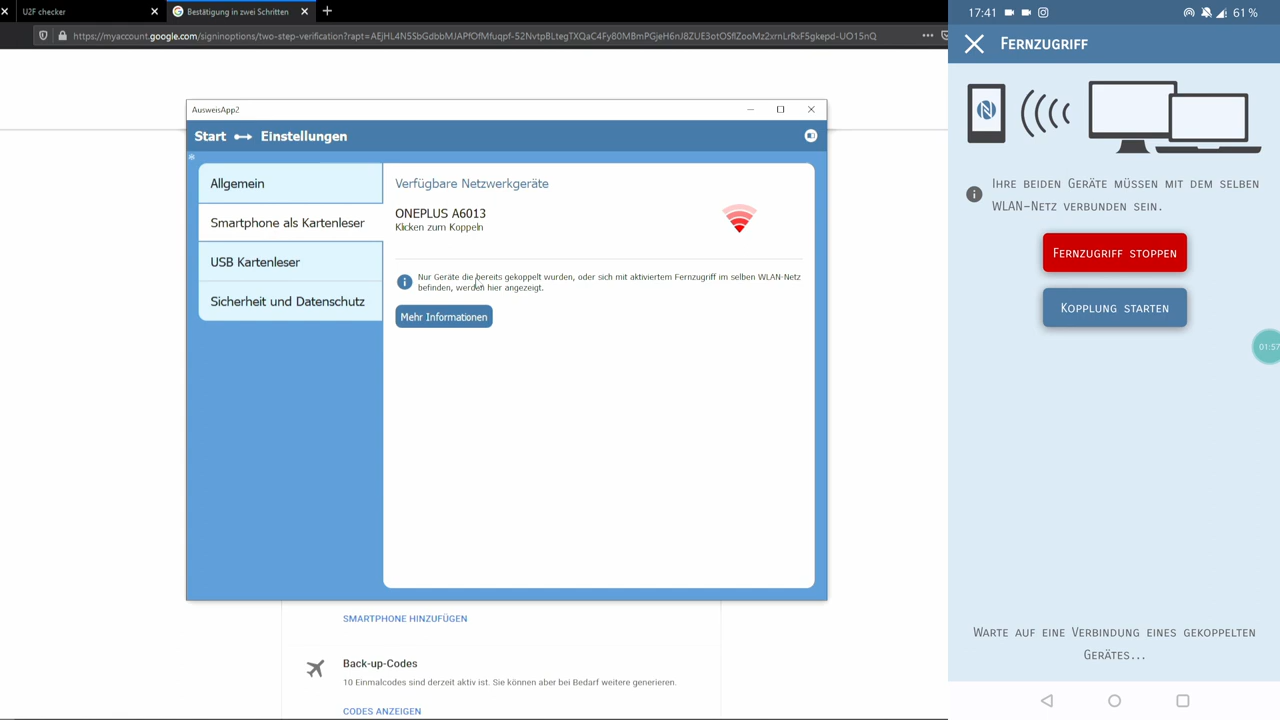 U2F checker
Bestätigung in zwei Schritten
https://myaccount.google.com/signinoptions/two-step-verification?rapt=AEjHL4N5SbGdbbMJAPfOfMfuqpf-52NvtpBLtegTXQaC4Fy80MBmPGjeH6nJ8ZUE3otOSflZooMz2xrnLrRxF5gkepd-UO15nQ
AusweisApp2
Start Einstellungen
Allgemein
Smartphone als Kartenleser
USB Kartenleser
Sicherheit und Datenschutz
Verfügbare Netzwerkgeräte
ONEPLUS A6013
Klicken zum Koppeln
Nur Geräte die bereits gekoppelt wurden, oder sich mit aktiviertem Fernzugriff im selben WLAN-Netz
befinden, werden hier angezeigt.
Mehr Informationen
SMARTPHONE HINZUFÜGEN
Back-up-Codes
10 Einmalcodes sind derzeit aktiv ist. Sie können aber bei Bedarf weitere generieren.
CODES ANZEIGEN
17:41
61 %
Fernzugriff
Ihre beiden Geräte müssen mit dem selben
WLAN-Netz verbunden sein.
Fernzugriff stoppen
Kopplung starten
01:57
Warte auf eine Verbindung eines gekoppelten
Gerätes...